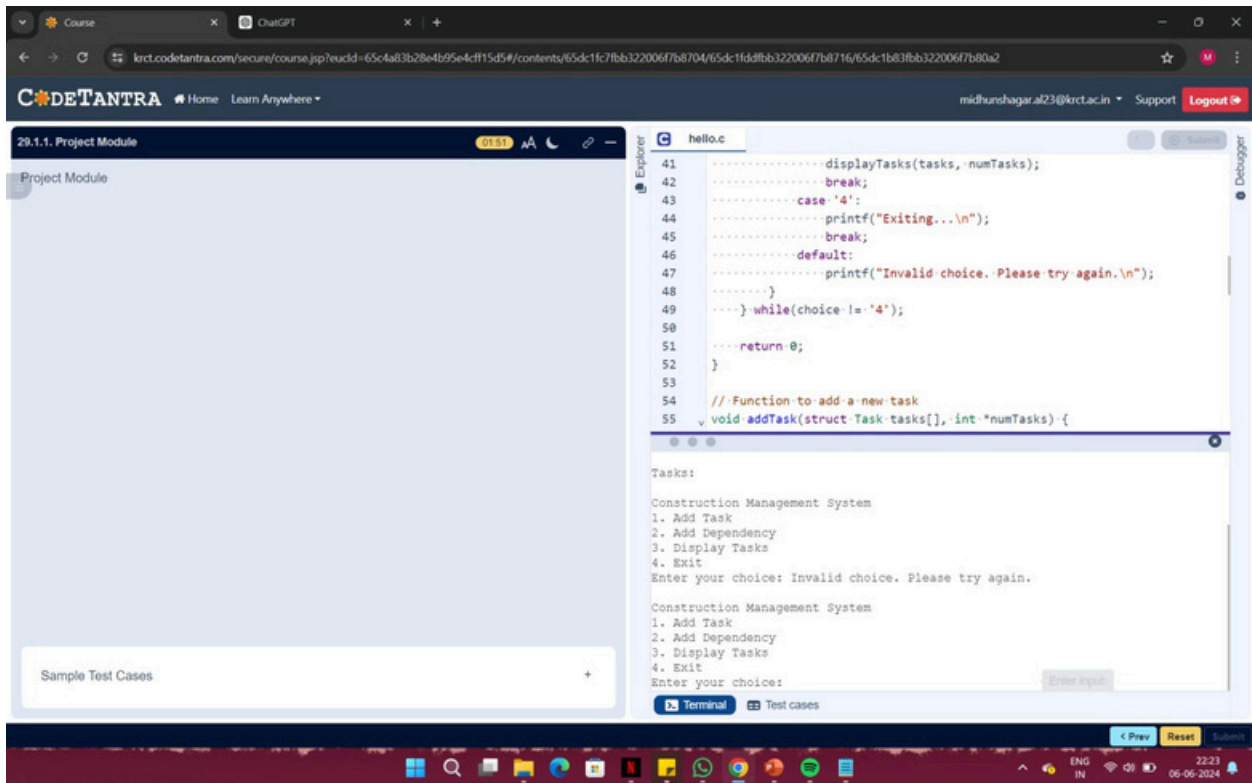 Course
ChatGPT
krct.codetantra.com/secure/course.jsp?eucId=65c4a83b28e4b95e4cff15d5#/contents/65dc1fc7fbb322006f7b8704/65dc1fddfbb322006f7b8716/65dc1b83fbb322006f7b80a2
M
CODETANTRA Home Learn Anywhere
midhunshagar.al23@krct.ac.in Support Logout
29.1.1. Project Module
01:51
Project Module
Sample Test Cases
+
Explorer
hello.c
Submit
Debugger
41 displayTasks(tasks, numTasks);
42 break;
43 case '4':
44 printf("Exiting...\n");
45 break;
46 default:
47 printf("Invalid choice. Please try again.\n");
48 }
49 } while(choice != '4');
50
51 return 0;
52 }
53
54 // Function to add a new task
55 void addTask(struct Task tasks[], int *numTasks) {
Tasks:
Construction Management System
1. Add Task
2. Add Dependency
3. Display Tasks
4. Exit
Enter your choice: Invalid choice. Please try again.
Construction Management System
1. Add Task
2. Add Dependency
3. Display Tasks
4. Exit
Enter your choice:
Enter input
Terminal Test cases
< Prev Reset Submit
ENG
IN
22:23
06-06-2024